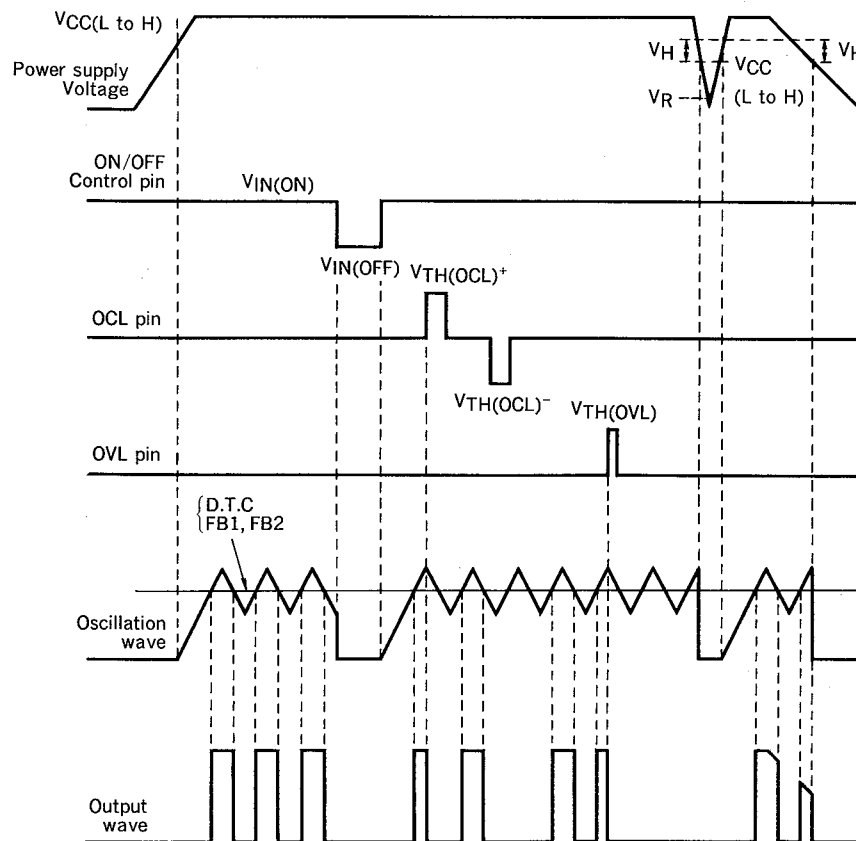 VCC(L to H)
Power supply
Voltage
VH
VCC
VH
VR
(L to H)
ON/OFF
Control pin
VIN(ON)
VIN(OFF)
VTH(OCL)+
OCL pin
VTH(OCL)−
VTH(OVL)
OVL pin
D.T.C
FB1, FB2
Oscillation
wave
Output
wave